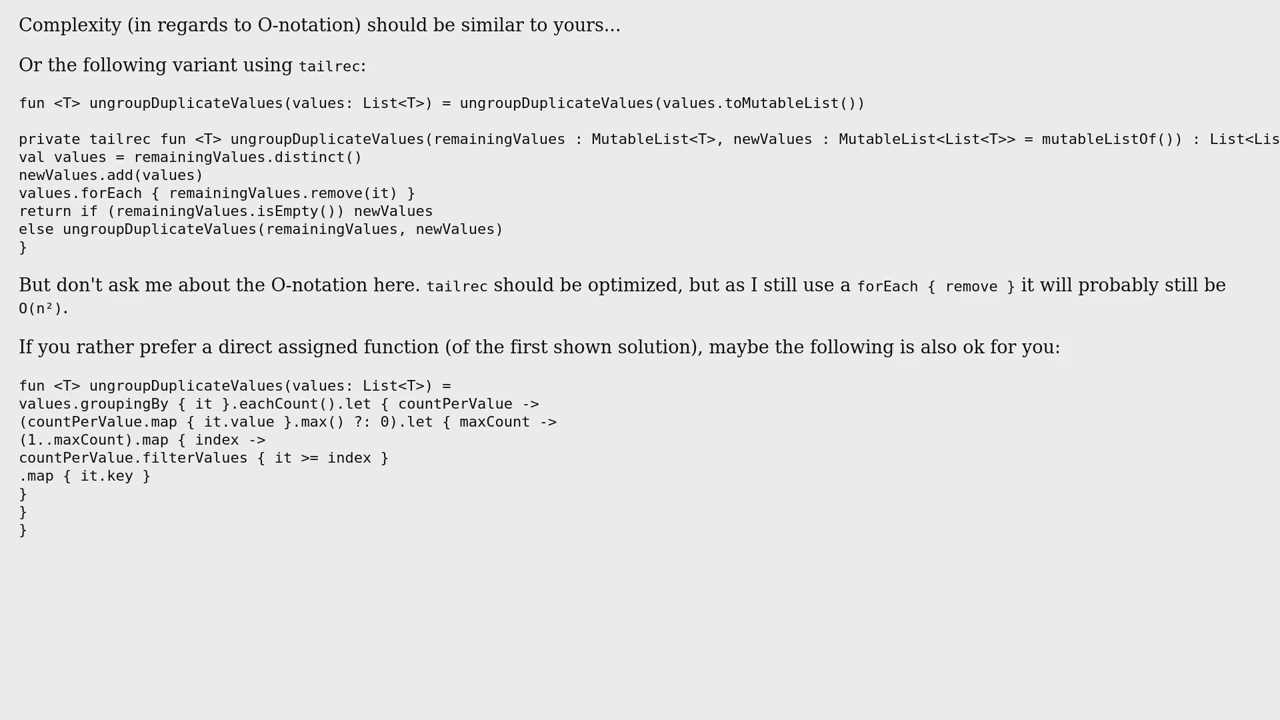 Complexity (in regards to O-notation) should be similar to yours...
Or the following variant using tailrec:
fun <T> ungroupDuplicateValues(values: List<T>) = ungroupDuplicateValues(values.toMutableList())
private tailrec fun <T> ungroupDuplicateValues(remainingValues : MutableList<T>, newValues : MutableList<List<T>> = mutableListOf()) : List<Lis
val values = remainingValues.distinct()
newValues.add(values)
values.forEach { remainingValues.remove(it) }
return if (remainingValues.isEmpty()) newValues
else ungroupDuplicateValues(remainingValues, newValues)
}
But don't ask me about the O-notation here. tailrec should be optimized, but as I still use a forEach { remove } it will probably still be
O(n²).
If you rather prefer a direct assigned function (of the first shown solution), maybe the following is also ok for you:
fun <T> ungroupDuplicateValues(values: List<T>) =
values.groupingBy { it }.eachCount().let { countPerValue ->
(countPerValue.map { it.value }.max() ?: 0).let { maxCount ->
(1..maxCount).map { index ->
countPerValue.filterValues { it >= index }
.map { it.key }
}
}
}